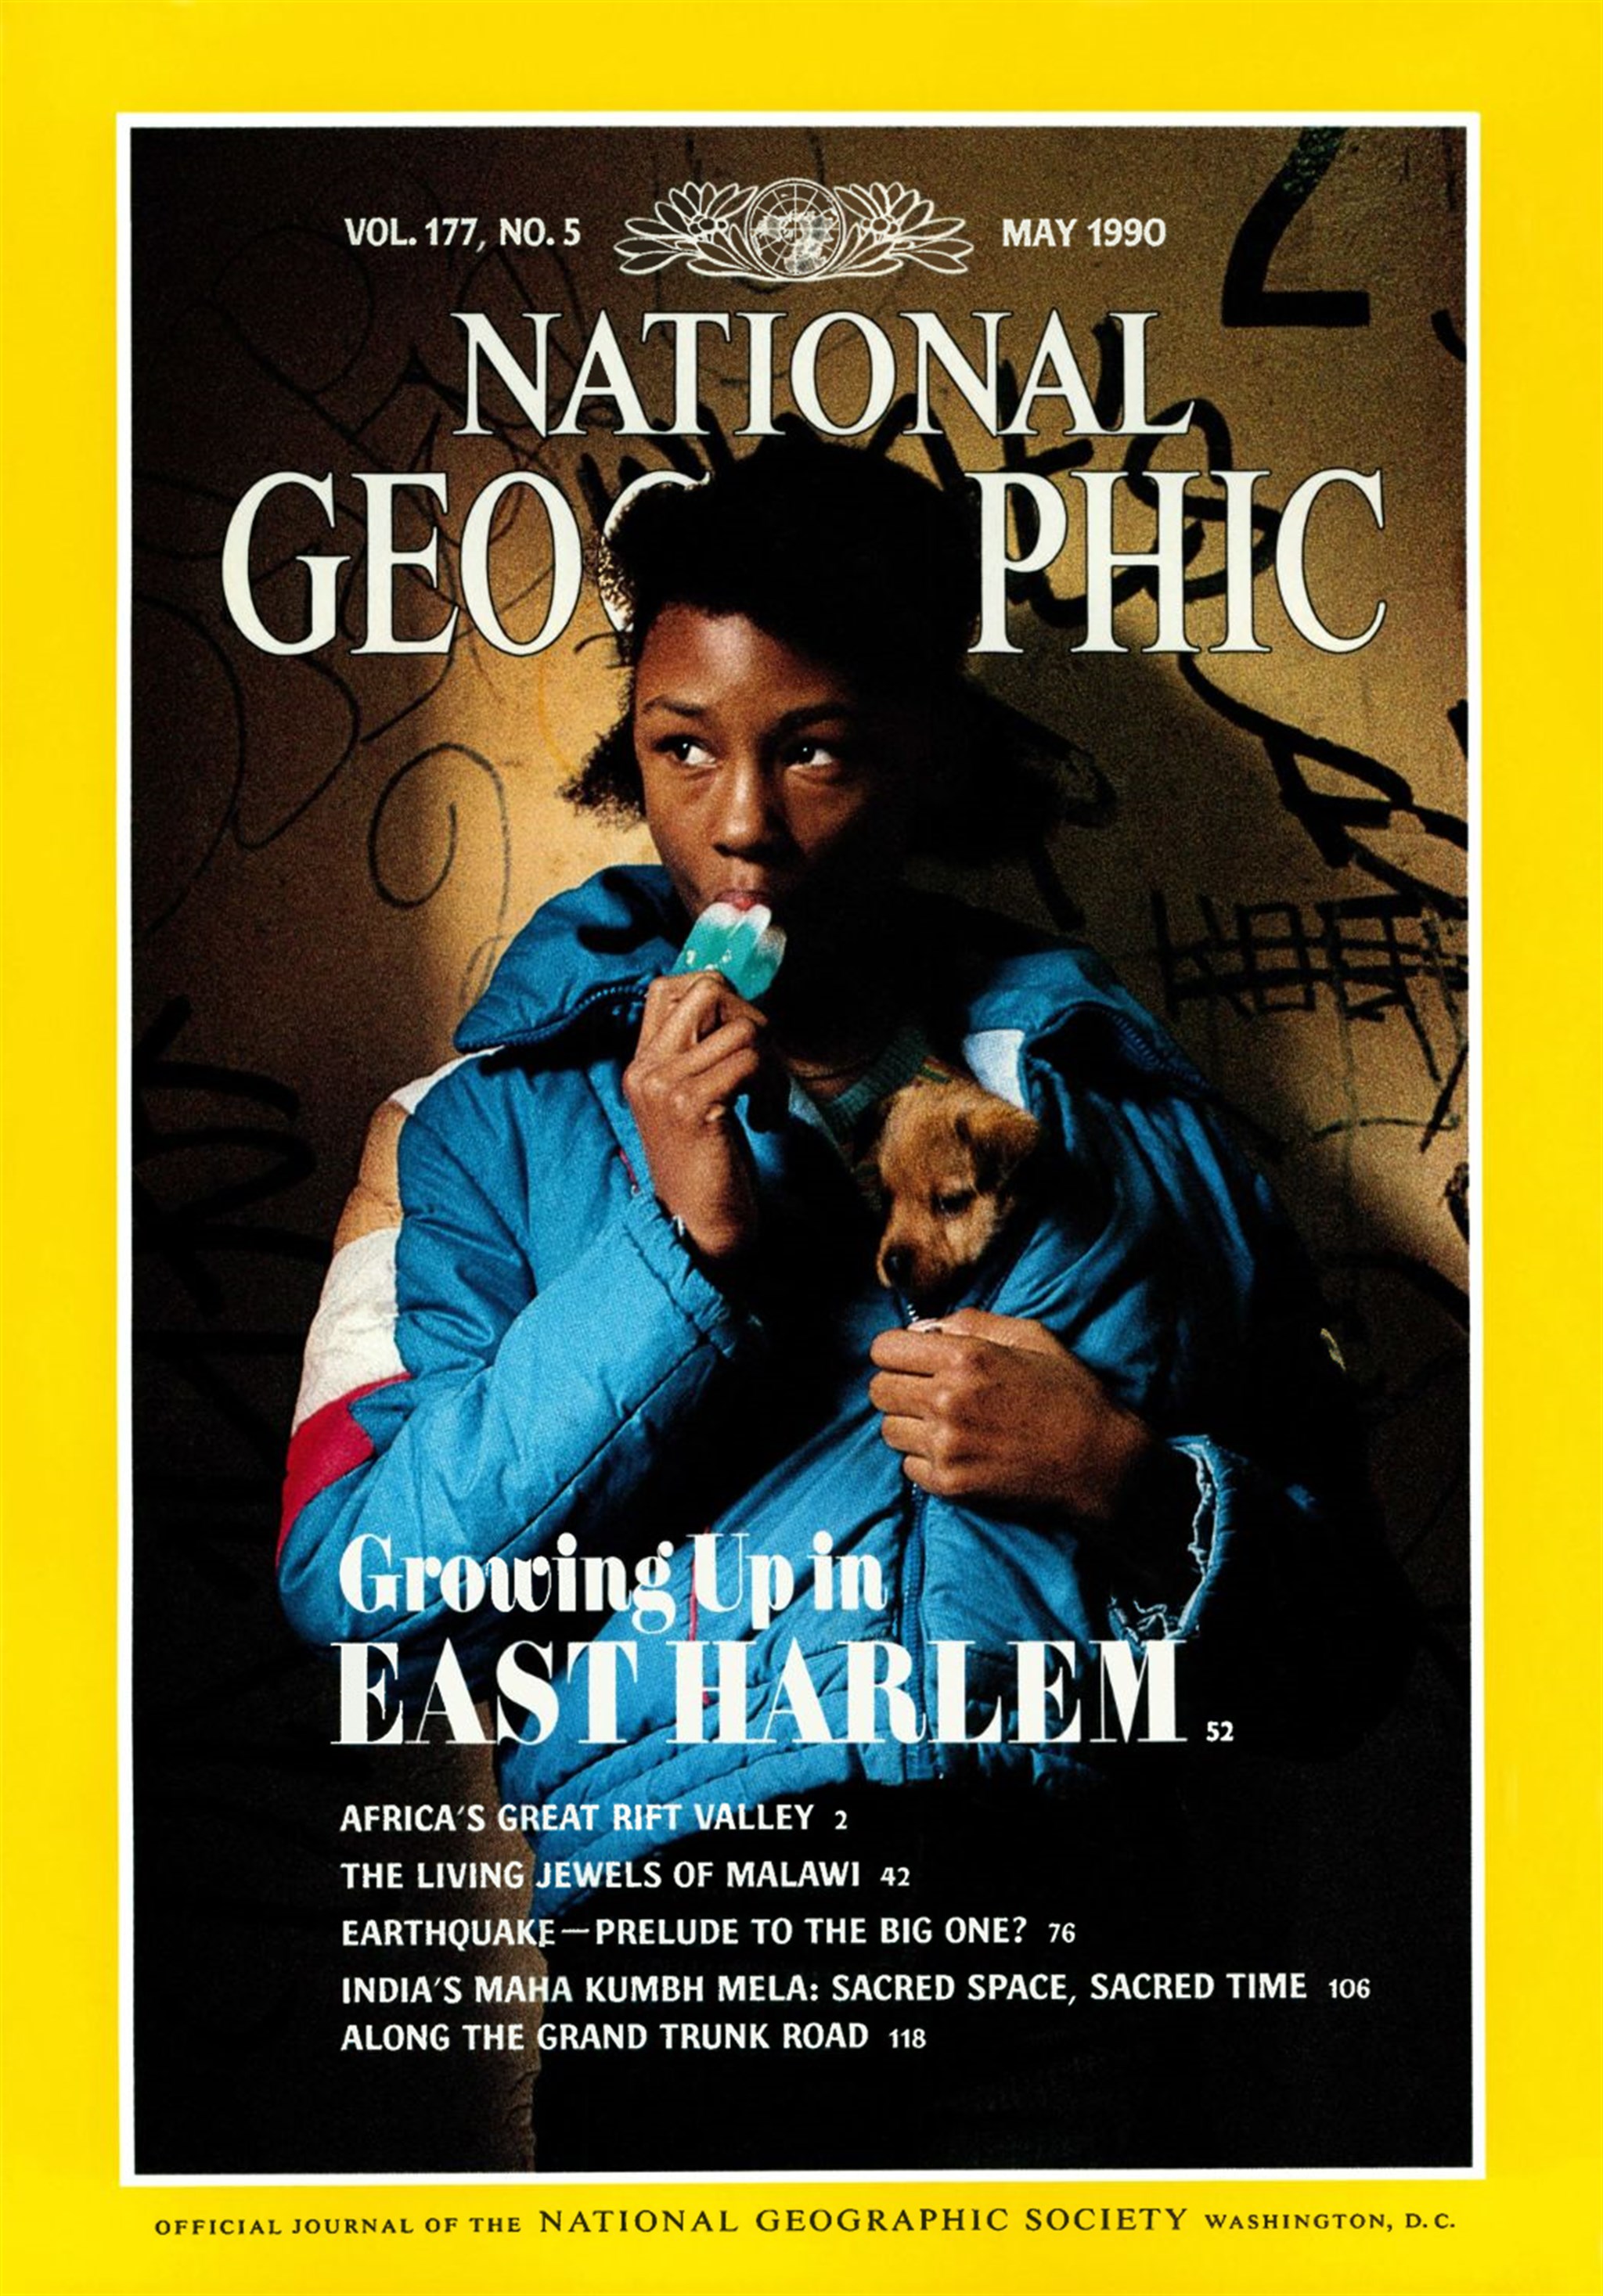 VOL. 177, NO. 5 MAY 1990
NATIONAL
GEOGRAPHIC
Growing Up in
EAST HARLEM 52
AFRICA'S GREAT RIFT VALLEY 2
THE LIVING JEWELS OF MALAWI 42
EARTHQUAKE—PRELUDE TO THE BIG ONE? 76
INDIA'S MAHA KUMBH MELA: SACRED SPACE, SACRED TIME 106
ALONG THE GRAND TRUNK ROAD 118
OFFICIAL JOURNAL OF THE NATIONAL GEOGRAPHIC SOCIETY WASHINGTON, D.C.